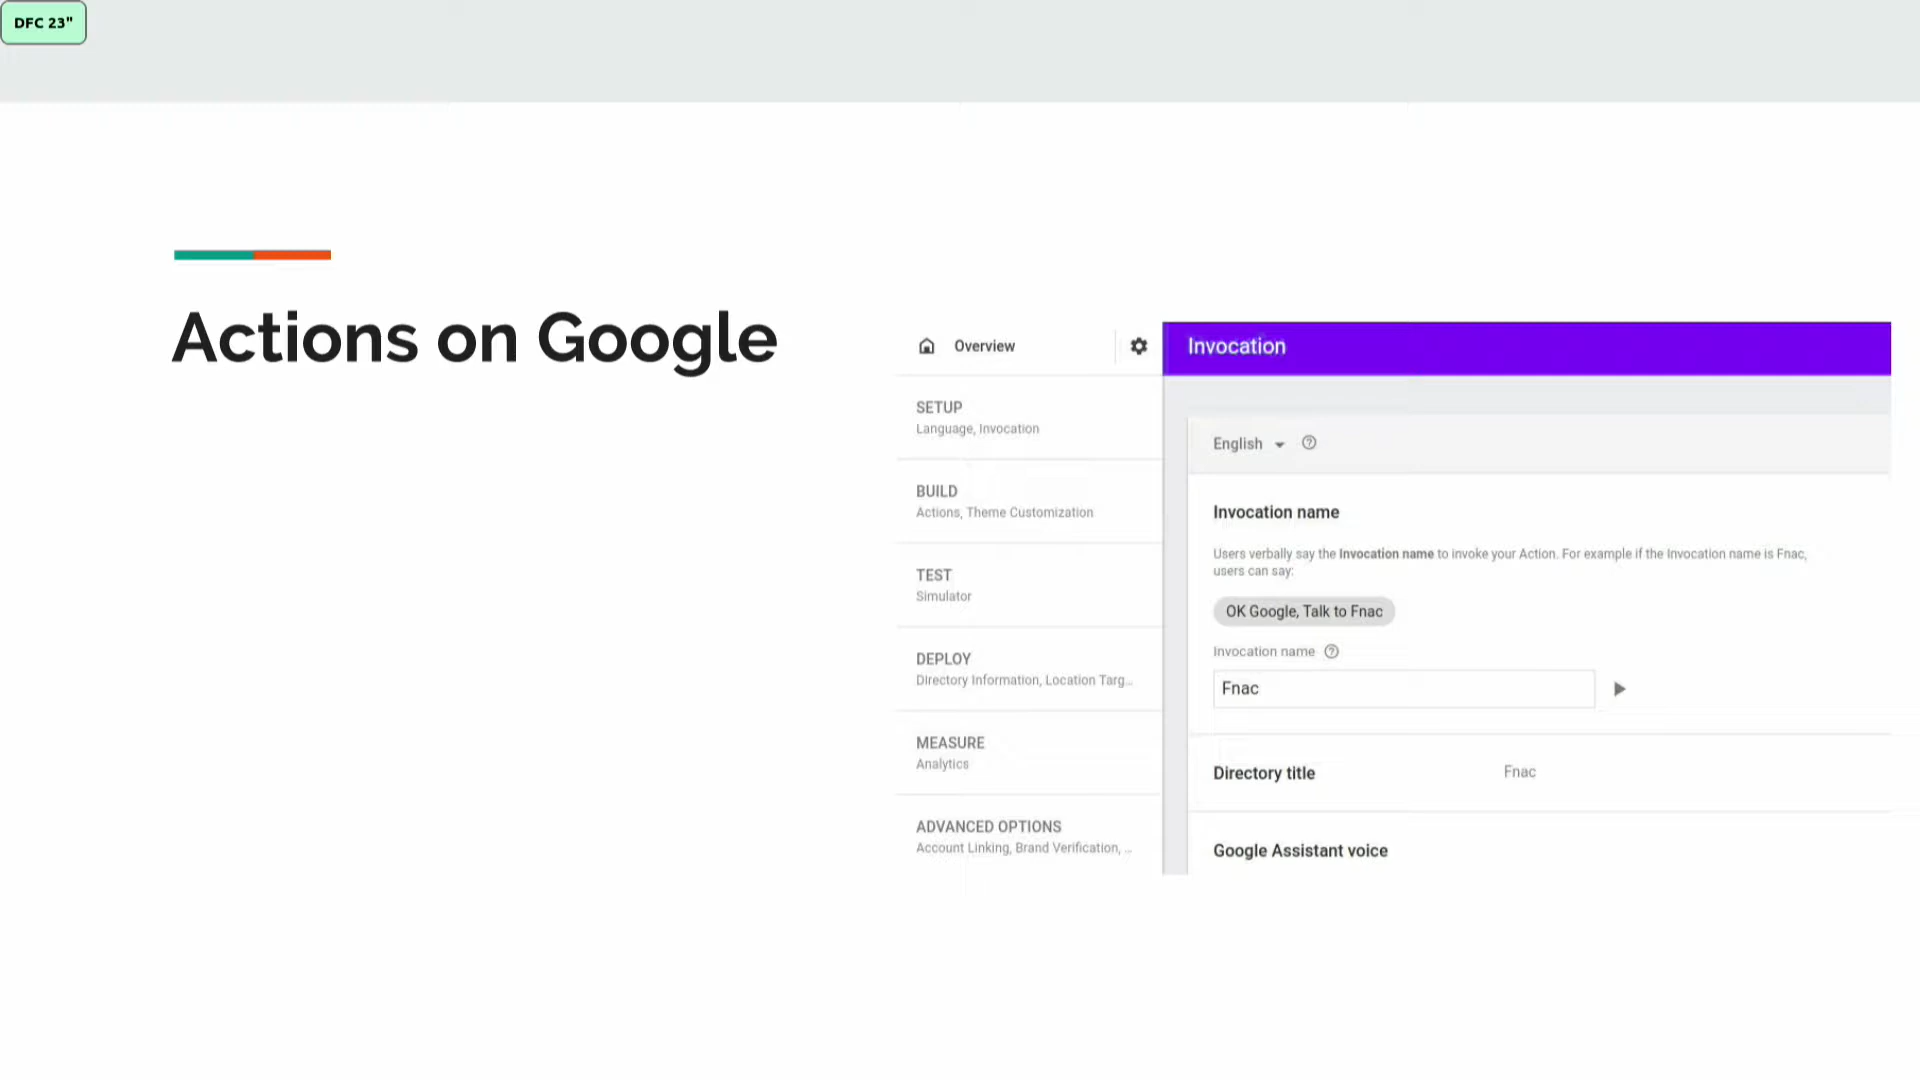 DFC 23"
Actions on Google
Overview
SETUP
Language, Invocation
BUILD
Actions, Theme Customization
TEST
Simulator
DEPLOY
Directory Information, Location Targ...
MEASURE
Analytics
ADVANCED OPTIONS
Account Linking, Brand Verification, ...
Invocation
English
Invocation name
Users verbally say the Invocation name to invoke your Action. For example if the Invocation name is Fnac,
users can say:
OK Google, Talk to Fnac
Invocation name
Fnac
Directory title Fnac
Google Assistant voice